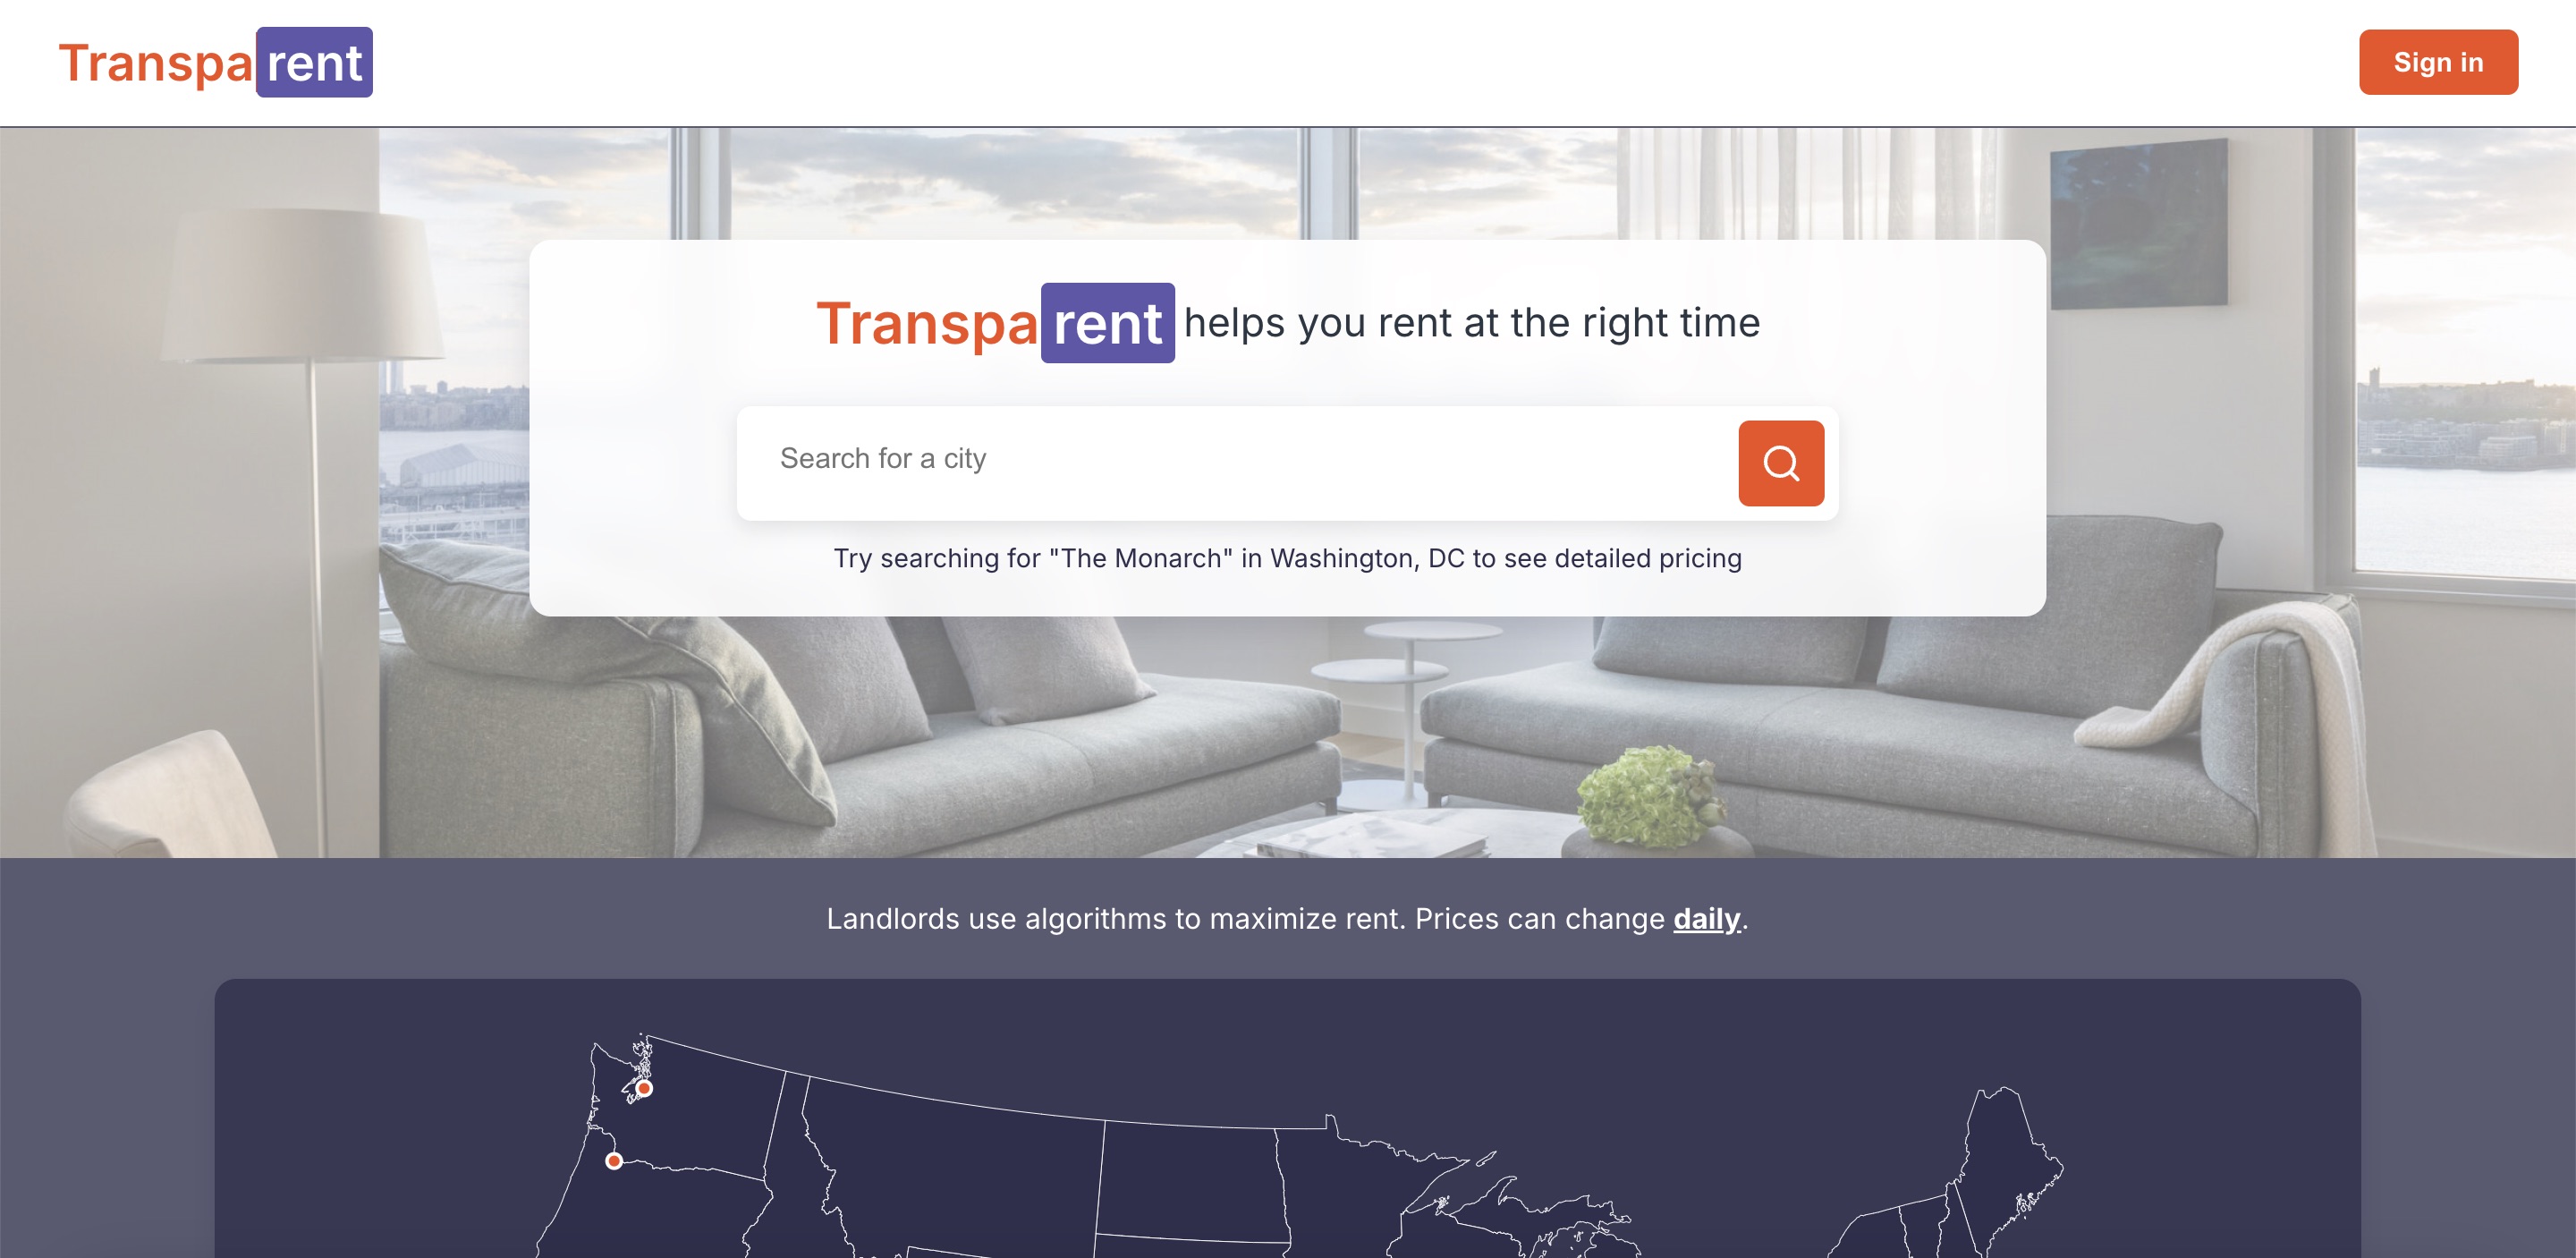 Transparent
Sign in
Transparent helps you rent at the right time
Search for a city
Try searching for "The Monarch" in Washington, DC to see detailed pricing
Landlords use algorithms to maximize rent. Prices can change daily.